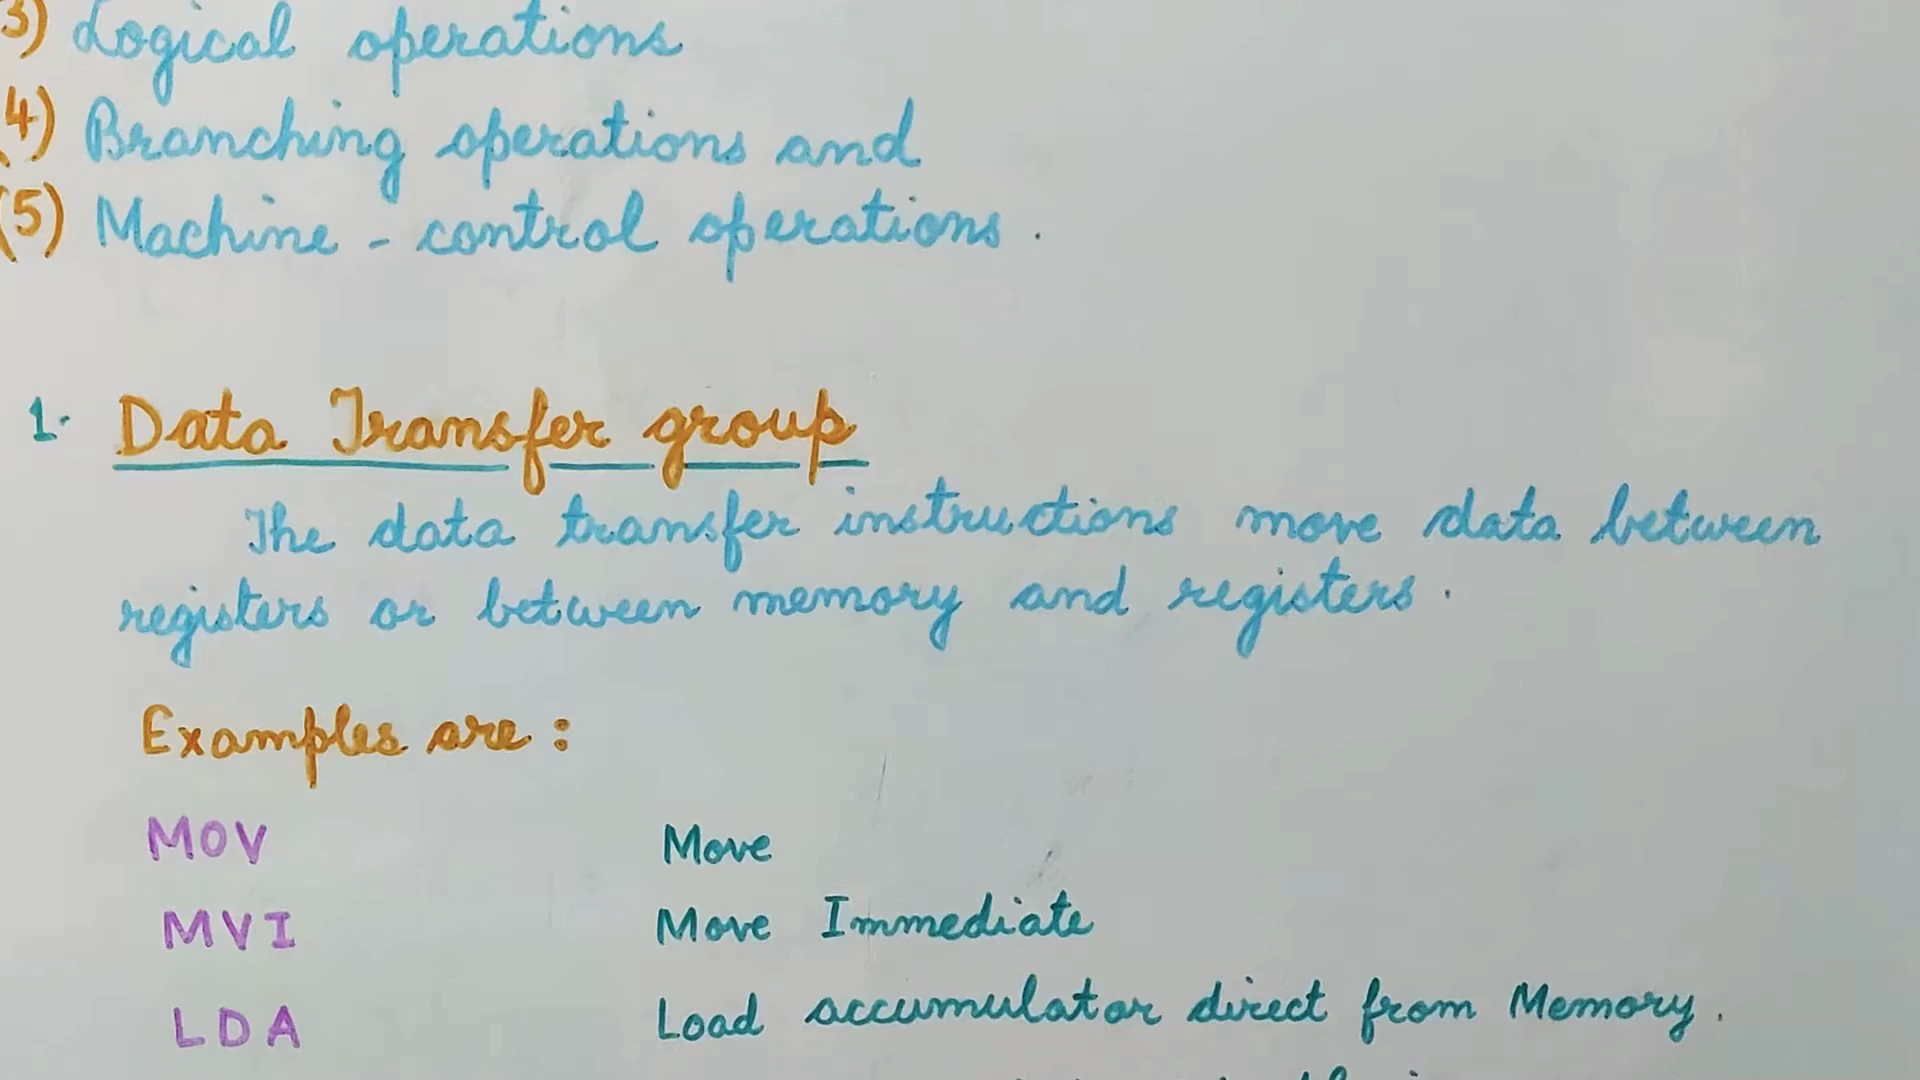 3) Logical operations
4) Branching operations and
(5) Machine - control operations.
1. Data Transfer group
The data transfer instructions move data between
registers or between memory and registers.
Examples are :
MOV Move
MVI Move Immediate
LDA Load accumulator direct from Memory.